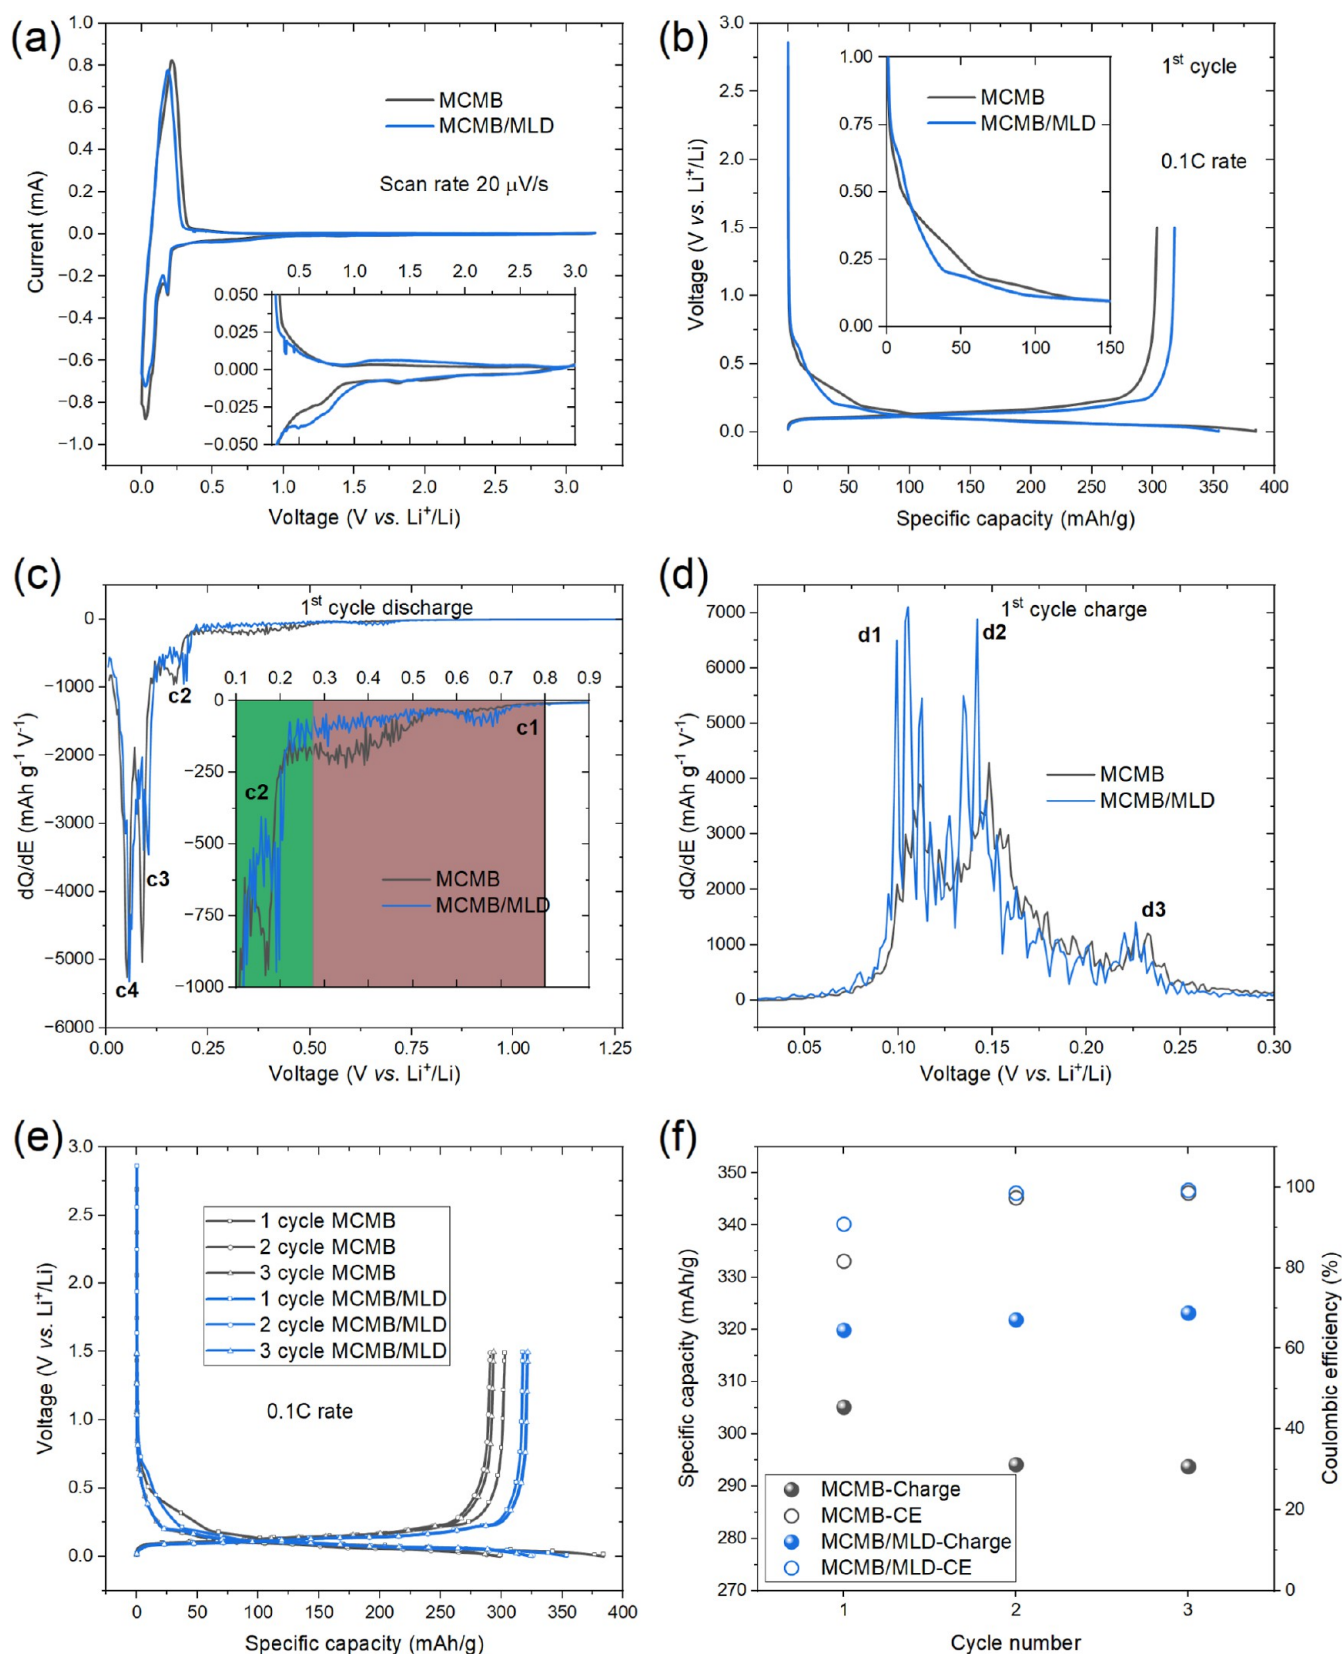 (a)
1.0
0.8
0.6
0.4
0.2
0.0
−0.2
−0.4
−0.6
−0.8
−1.0
Current (mA)
MCMB
MCMB/MLD
Scan rate 20 μV/s
0.5 1.0 1.5 2.0 2.5 3.0
0.050
0.025
0.000
−0.025
−0.050
0.0 0.5 1.0 1.5 2.0 2.5 3.0
Voltage (V vs. Li⁺/Li)
(b)
3.0
2.5
2.0
1.5
1.0
0.5
0.0
Voltage (V vs. Li⁺/Li)
1st cycle
0.1C rate
1.00
0.75
0.50
0.25
0.00
MCMB
MCMB/MLD
0 50 100 150
0 50 100 150 200 250 300 350 400
Specific capacity (mAh/g)
(c)
0
−1000
−2000
−3000
−4000
−5000
−6000
dQ/dE (mAh g⁻¹ V⁻¹)
1st cycle discharge
c2
c3
c4
0.1 0.2 0.3 0.4 0.5 0.6 0.7 0.8 0.9
0
−250
−500
−750
−1000
c1
c2
MCMB
MCMB/MLD
0.00 0.25 0.50 0.75 1.00 1.25
Voltage (V vs. Li⁺/Li)
(d)
7000
6000
5000
4000
3000
2000
1000
0
dQ/dE (mAh g⁻¹ V⁻¹)
1st cycle charge
d1
d2
d3
MCMB
MCMB/MLD
0.05 0.10 0.15 0.20 0.25 0.30
Voltage (V vs. Li⁺/Li)
(e)
3.0
2.5
2.0
1.5
1.0
0.5
0.0
Voltage (V vs. Li⁺/Li)
1 cycle MCMB
2 cycle MCMB
3 cycle MCMB
1 cycle MCMB/MLD
2 cycle MCMB/MLD
3 cycle MCMB/MLD
0.1C rate
0 50 100 150 200 250 300 350 400
Specific capacity (mAh/g)
(f)
350
340
330
320
310
300
290
280
270
Specific capacity (mAh/g)
100
80
60
40
20
0
Coulombic efficiency (%)
MCMB-Charge
MCMB-CE
MCMB/MLD-Charge
MCMB/MLD-CE
1 2 3
Cycle number